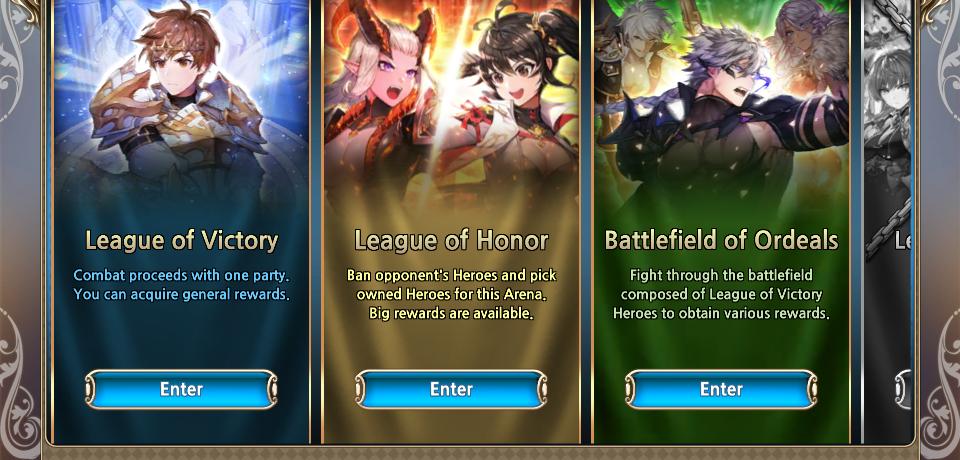 League of Victory
Combat proceeds with one party.
You can acquire general rewards.
Enter
League of Honor
Ban opponent's Heroes and pick
owned Heroes for this Arena.
Big rewards are available.
Enter
Battlefield of Ordeals
Fight through the battlefield
composed of League of Victory
Heroes to obtain various rewards.
Enter